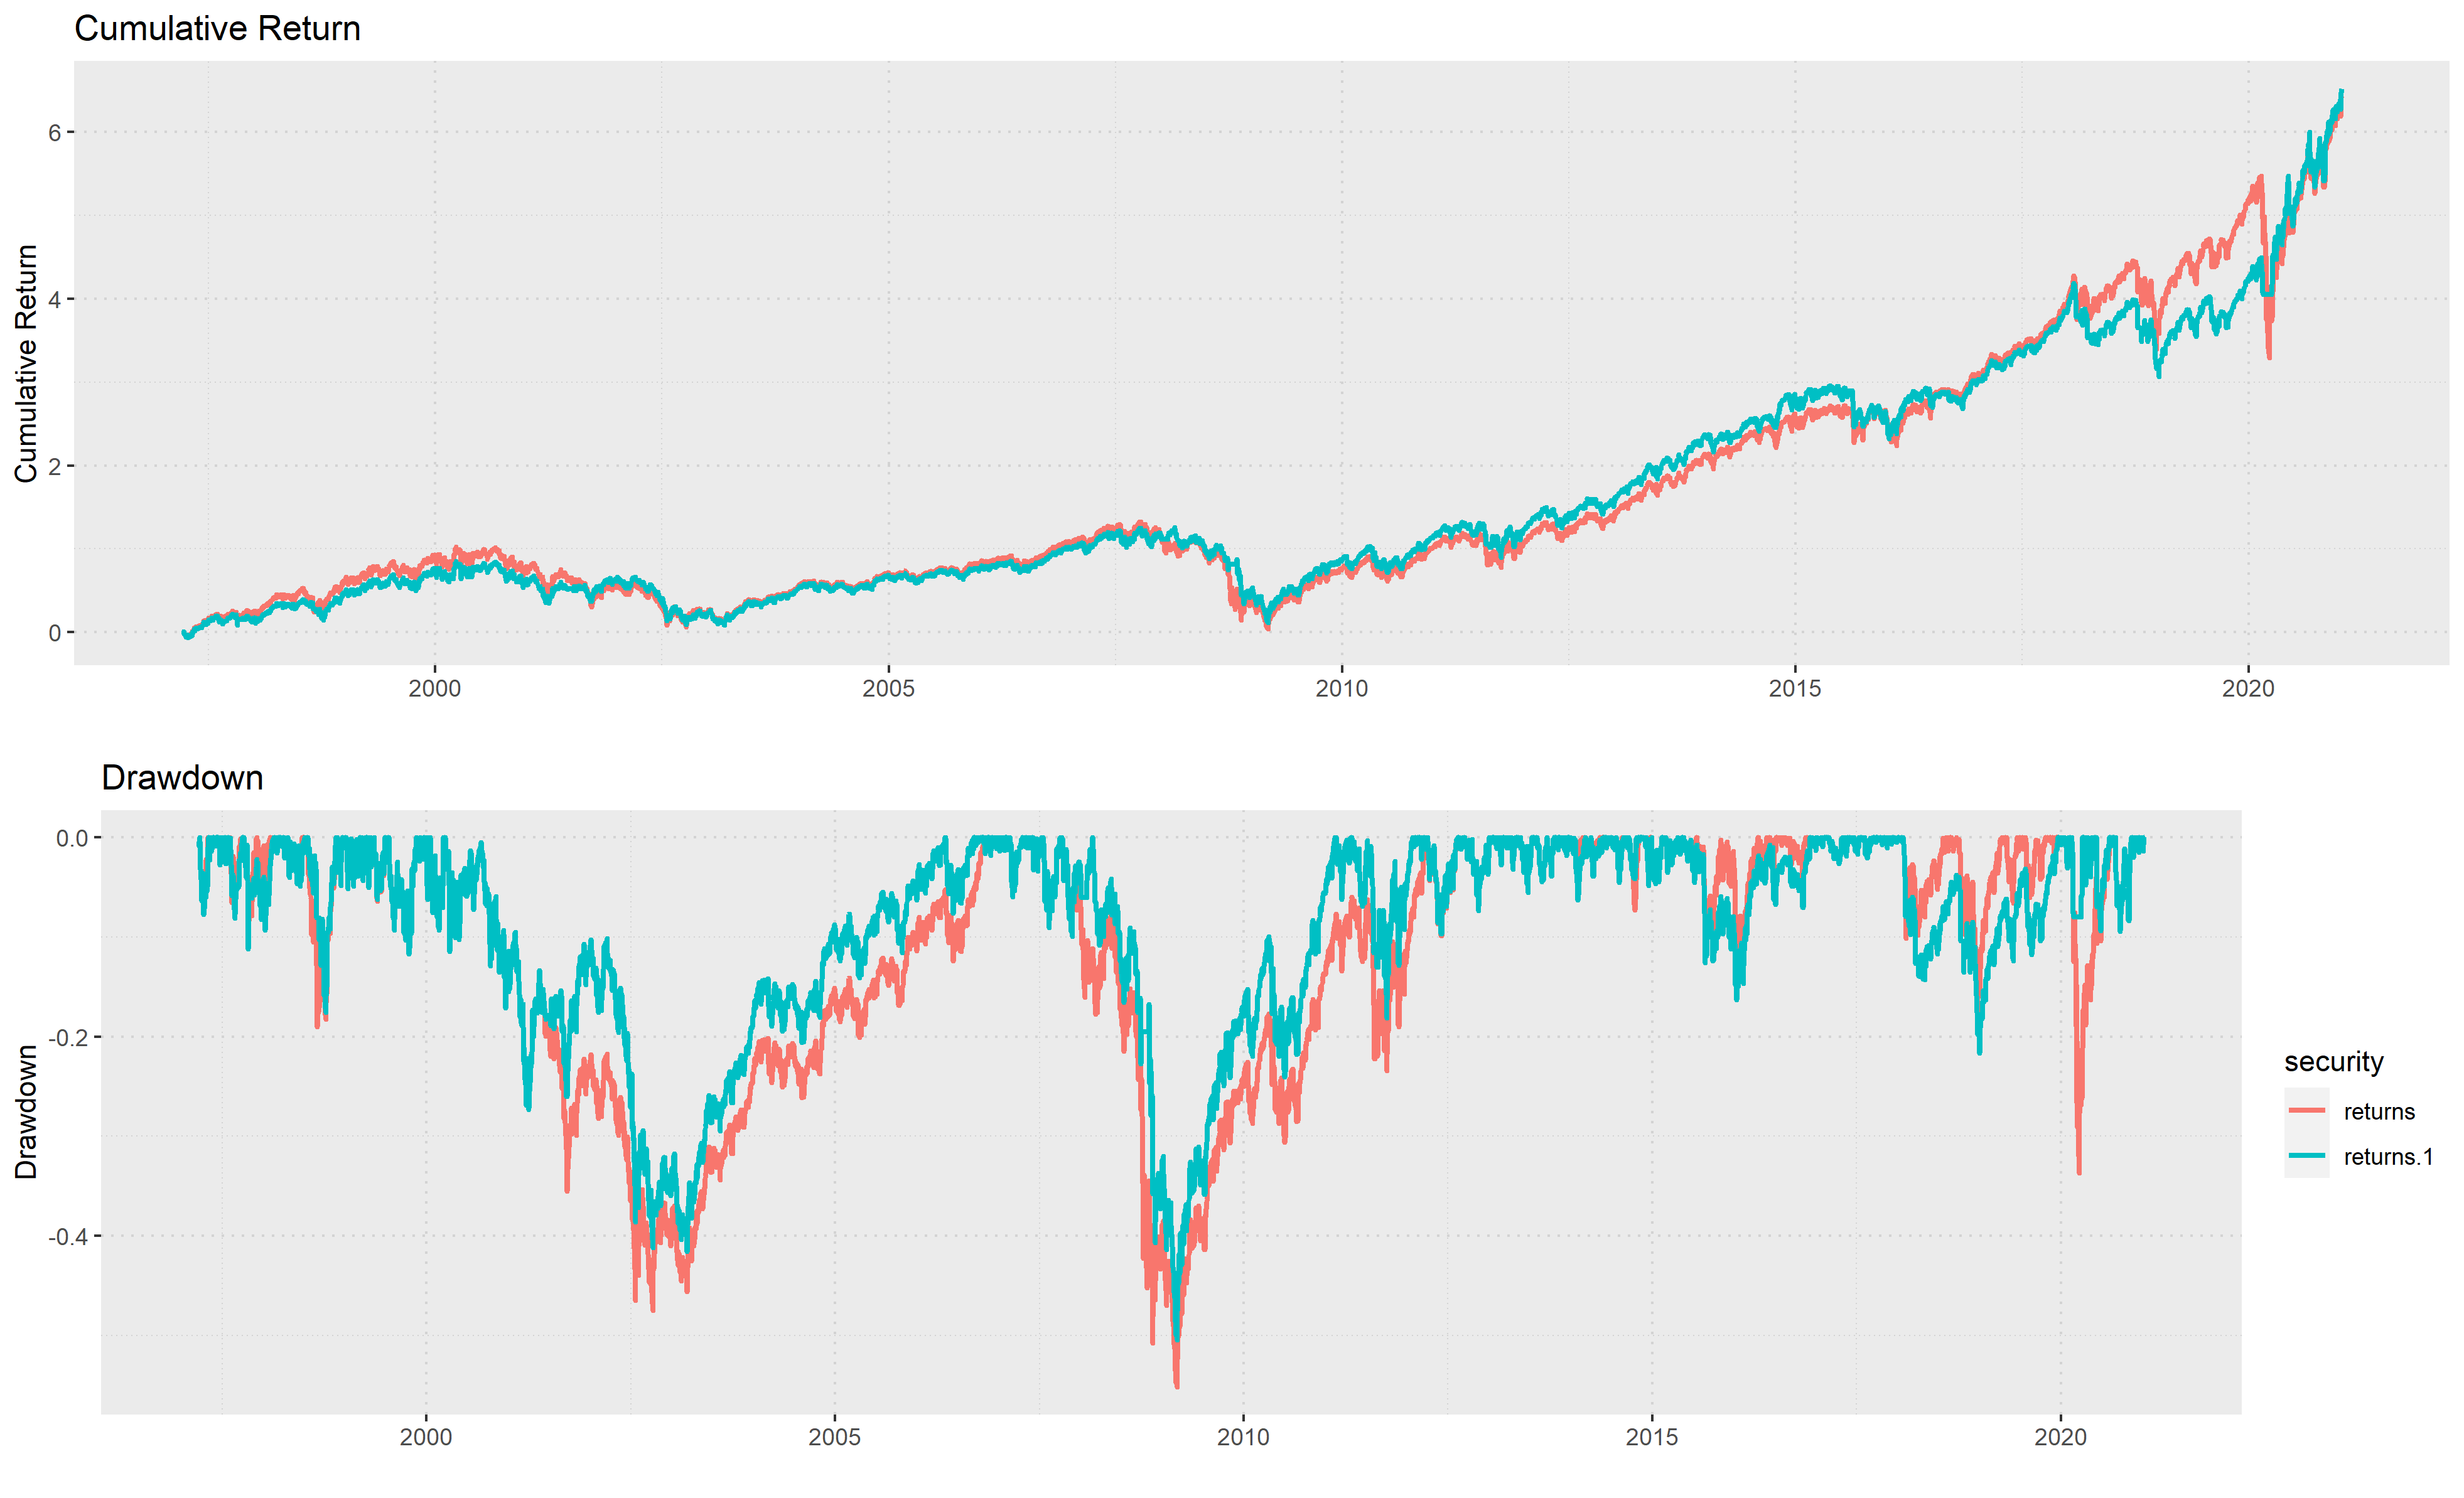 Cumulative Return
Cumulative Return
6
4
2
0
2000 2005 2010 2015 2020
Drawdown
Drawdown
0.0
-0.2
-0.4
2000 2005 2010 2015 2020
security
returns
returns.1